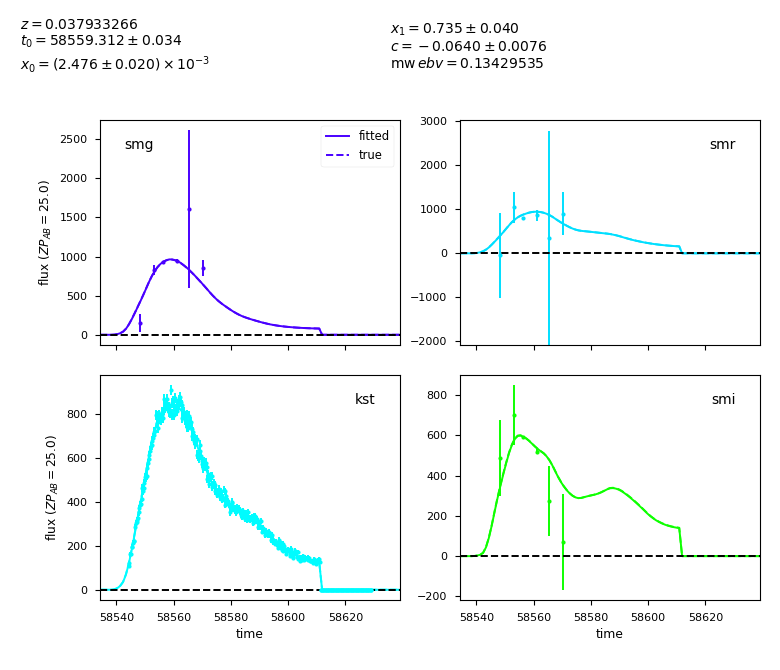 z = 0.037933266
t₀ = 58559.312 ± 0.034
x₀ = (2.476 ± 0.020) × 10⁻³
x₁ = 0.735 ± 0.040
c = −0.0640 ± 0.0076
mw ebv = 0.13429535
smg
fitted
true
2500
2000
1500
1000
500
0
flux (ZP_AB = 25.0)
smr
3000
2000
1000
0
−1000
−2000
kst
800
600
400
200
0
flux (ZP_AB = 25.0)
58540 58560 58580 58600 58620
time
smi
800
600
400
200
0
−200
58540 58560 58580 58600 58620
time